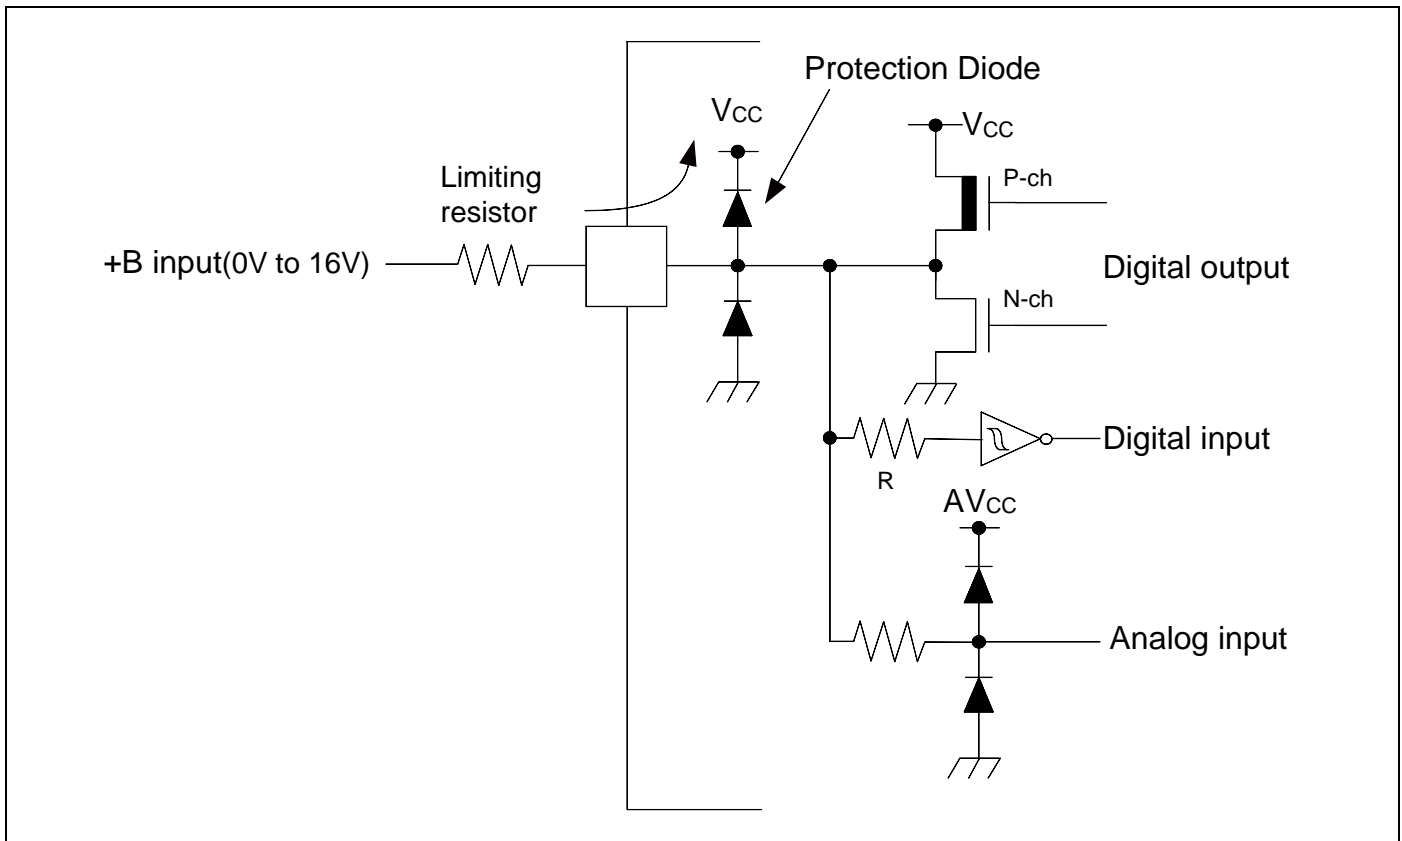 Protection Diode
VCC
VCC
P-ch
Limiting
resistor
+B input(0V to 16V)
Digital output
N-ch
Digital input
R
AVCC
Analog input